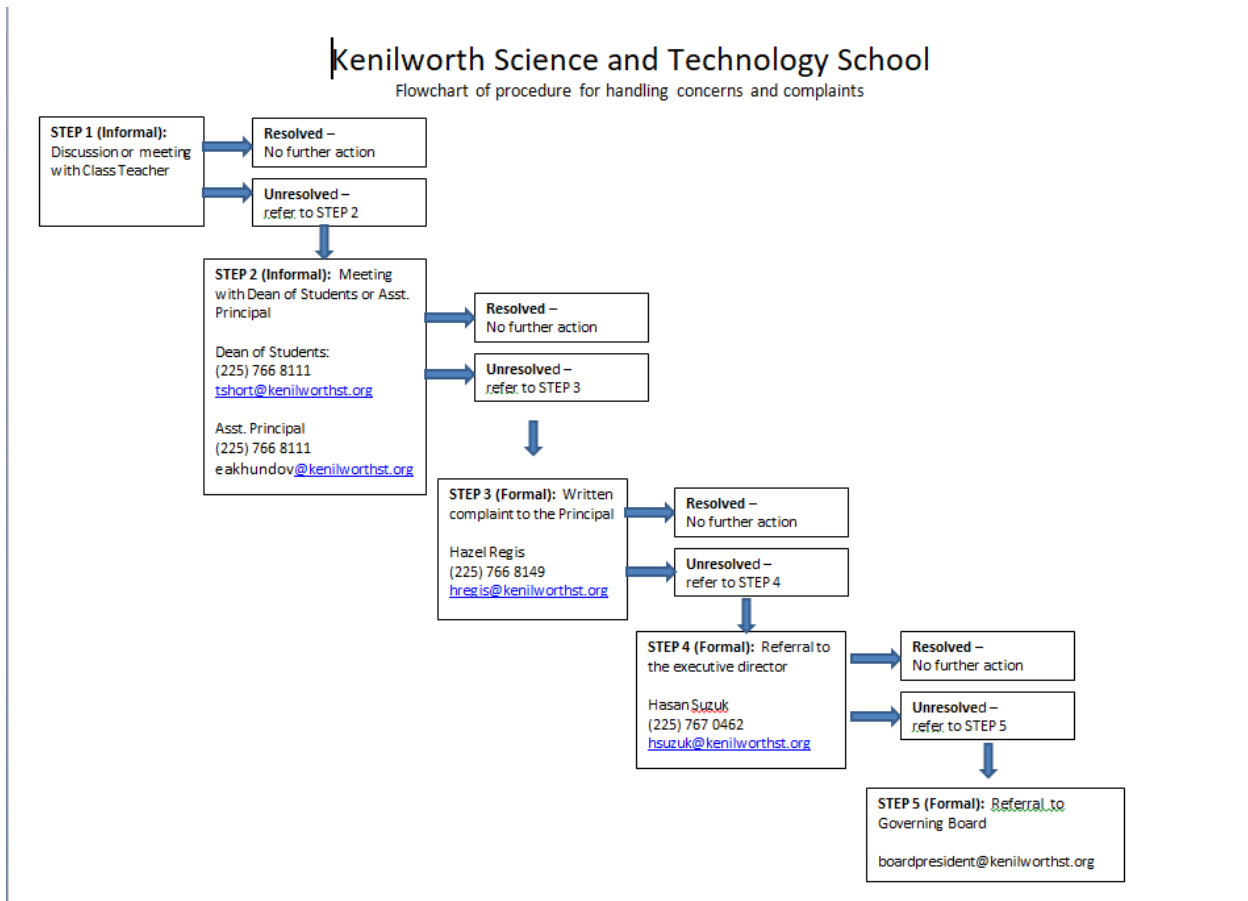 Kenilworth Science and Technology School
Flowchart of procedure for handling concerns and complaints
STEP 1 (Informal):
Discussion or meeting
with Class Teacher
Resolved –
No further action
Unresolved –
refer to STEP 2
STEP 2 (Informal): Meeting
with Dean of Students or Asst.
Principal
Dean of Students:
(225) 766 8111
tshort@kenilworthst.org
Asst. Principal
(225) 766 8111
eakhundov@kenilworthst.org
Resolved –
No further action
Unresolved –
refer to STEP 3
STEP 3 (Formal): Written
complaint to the Principal
Hazel Regis
(225) 766 8149
hregis@kenilworthst.org
Resolved –
No further action
Unresolved –
refer to STEP 4
STEP 4 (Formal): Referral to
the executive director
Hasan Suzuk
(225) 767 0462
hsuzuk@kenilworthst.org
Resolved –
No further action
Unresolved –
refer to STEP 5
STEP 5 (Formal): Referral to
Governing Board
boardpresident@kenilworthst.org